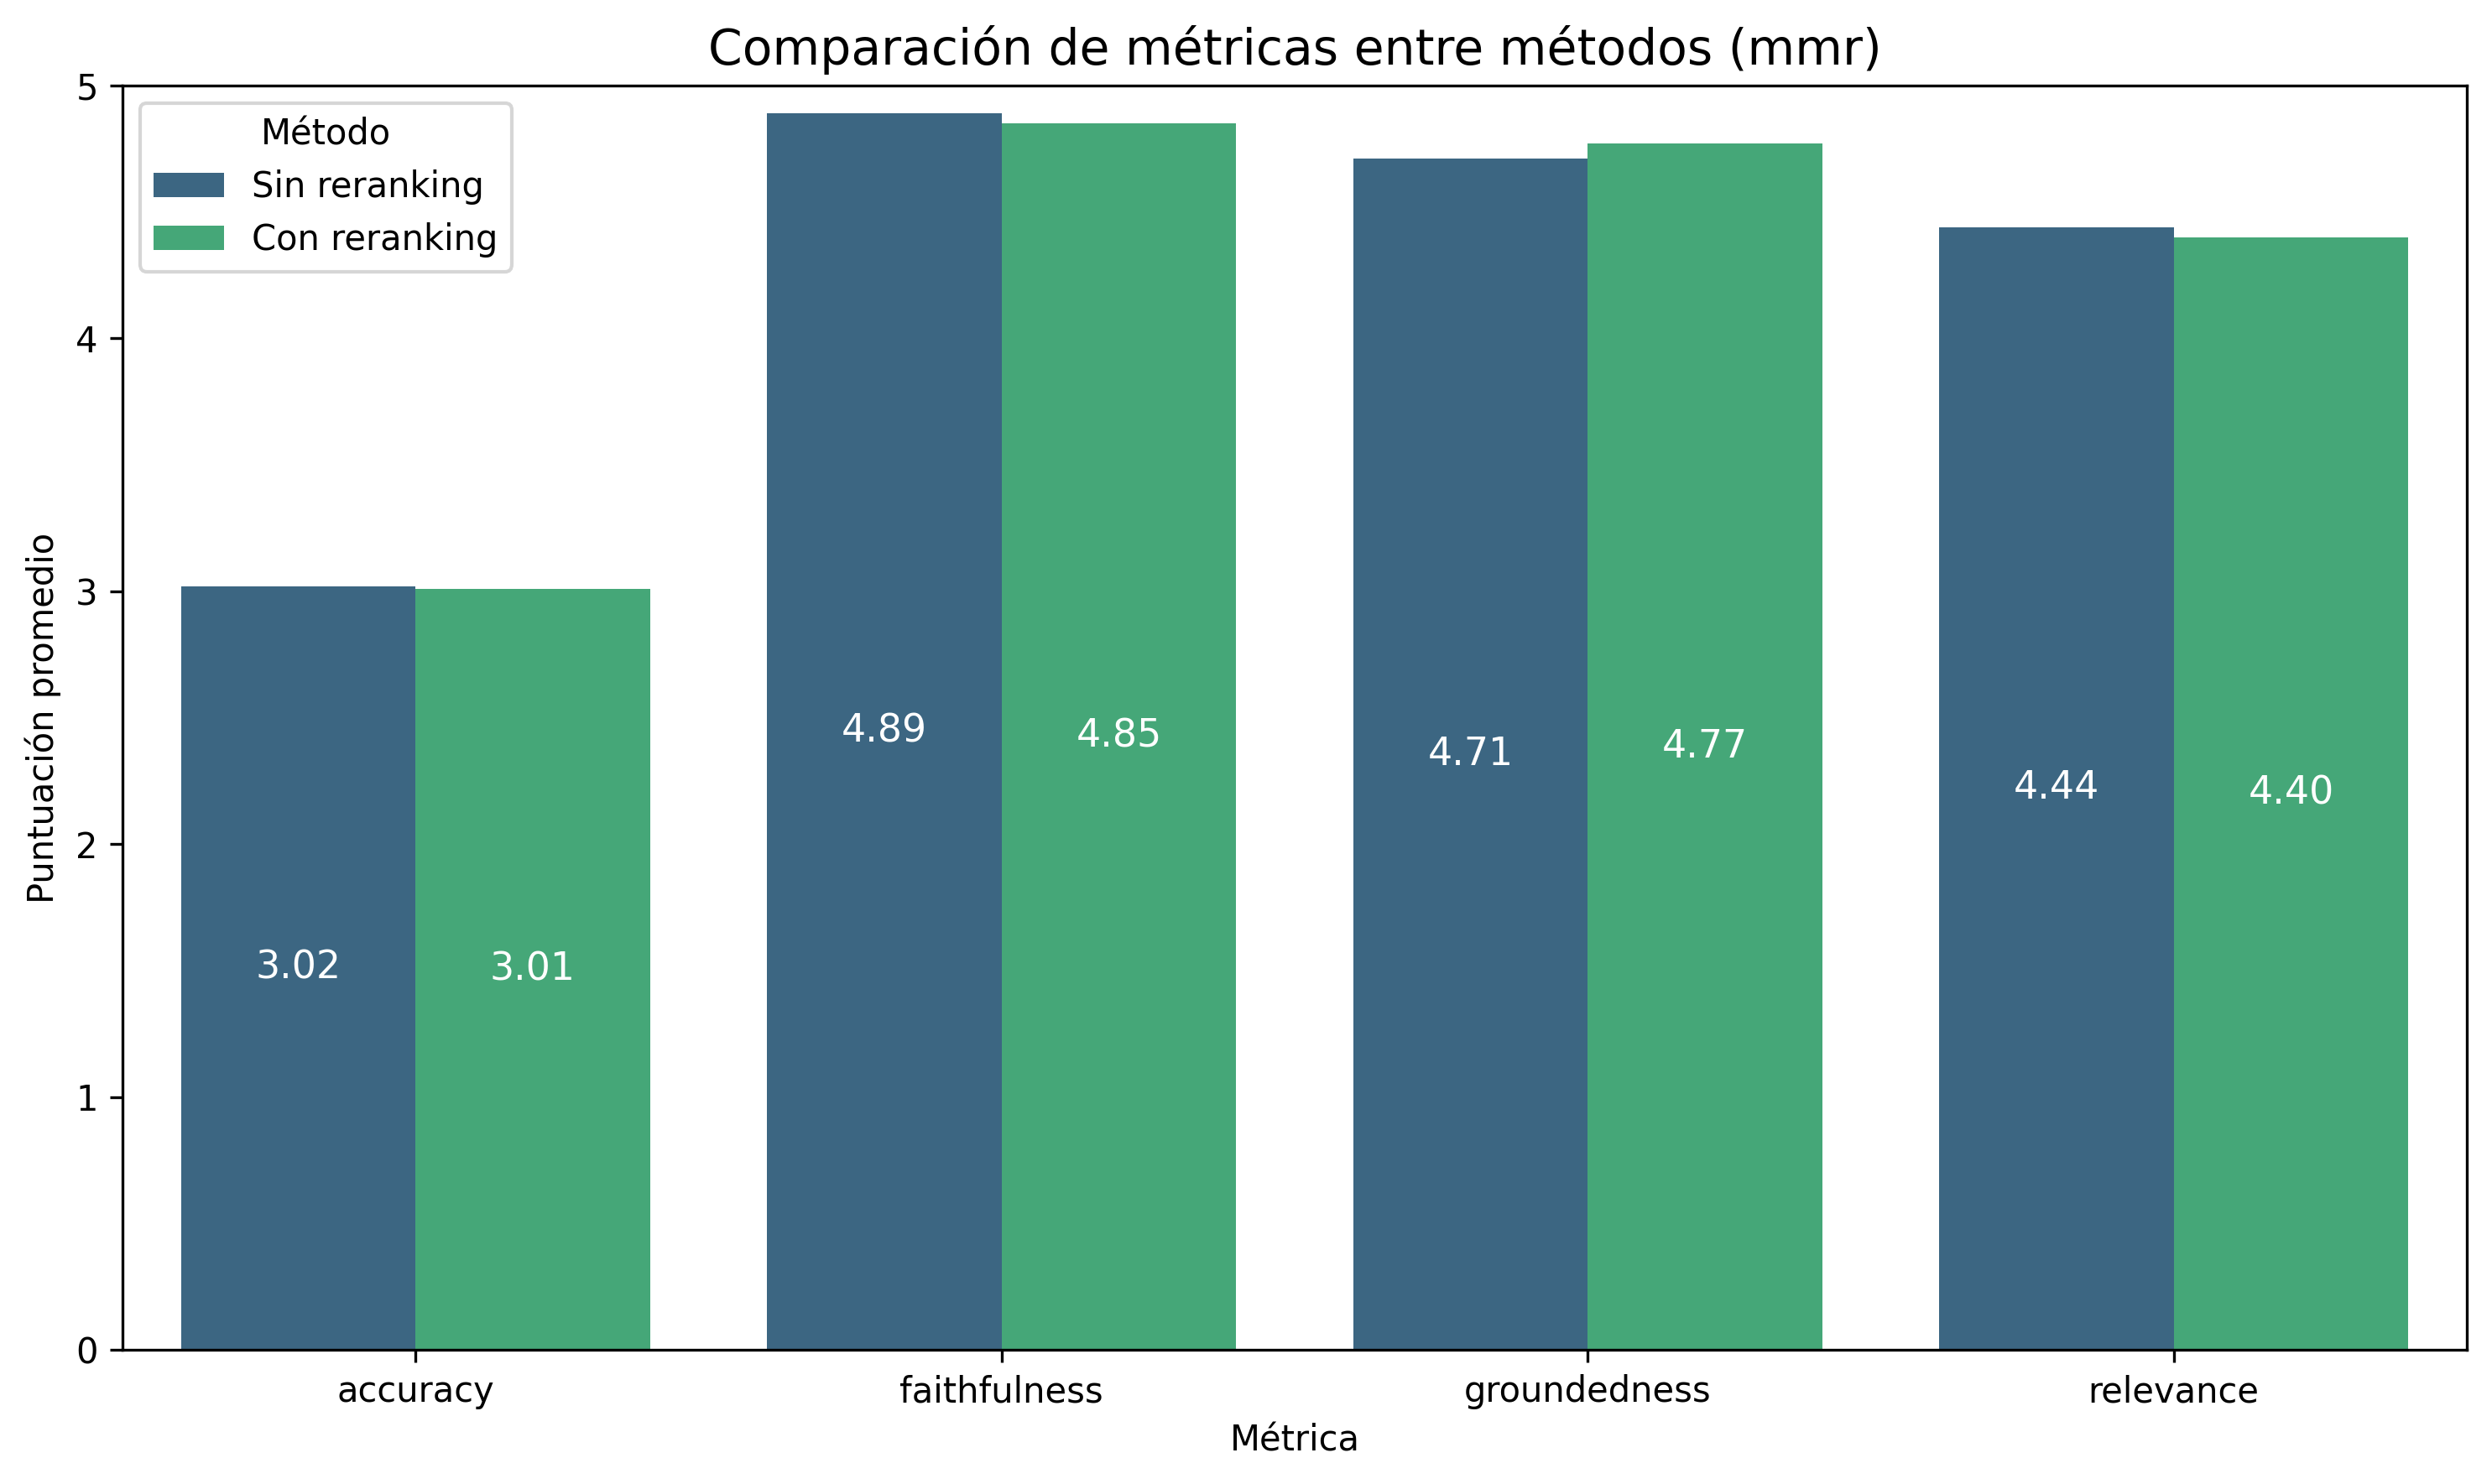 Comparación de métricas entre métodos (mmr)
Método
Sin reranking
Con reranking
Puntuación promedio
5
4
3
2
1
0
3.02
3.01
4.89
4.85
4.71
4.77
4.44
4.40
accuracy
faithfulness
groundedness
relevance
Métrica